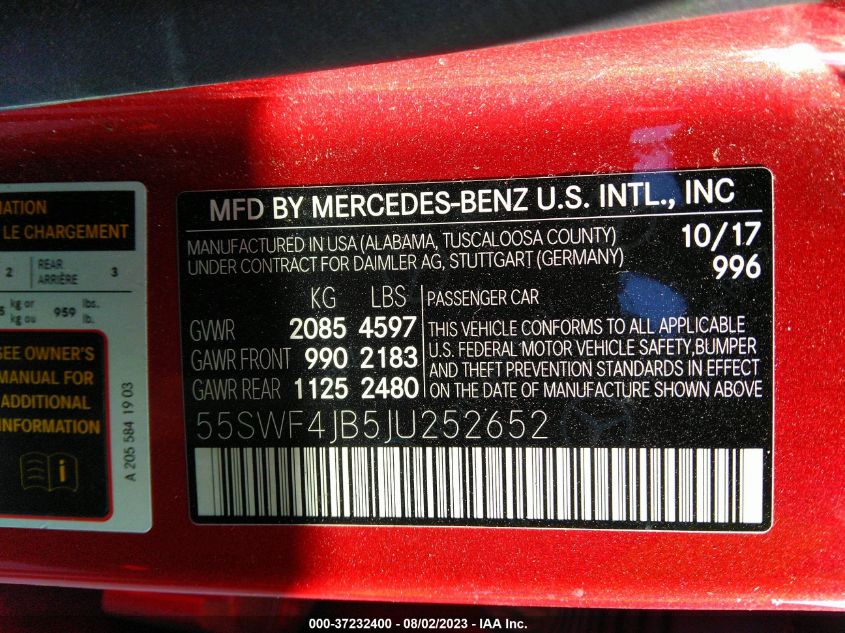 MATION
LE CHARGEMENT
2 REAR ARRIÈRE 3
kg or kg ou 959 lbs. lb.
SEE OWNER'S
MANUAL FOR
ADDITIONAL
INFORMATION
A 205 584 19 03
MFD BY MERCEDES-BENZ U.S. INTL., INC
MANUFACTURED IN USA (ALABAMA, TUSCALOOSA COUNTY) 10/17
UNDER CONTRACT FOR DAIMLER AG, STUTTGART (GERMANY) 996
KG LBS
GVWR 2085 4597
GAWR FRONT 990 2183
GAWR REAR 1125 2480
PASSENGER CAR
THIS VEHICLE CONFORMS TO ALL APPLICABLE
U.S. FEDERAL MOTOR VEHICLE SAFETY,BUMPER
AND THEFT PREVENTION STANDARDS IN EFFECT
ON THE DATE OF MANUFACTURE SHOWN ABOVE
55SWF4JB5JU252652
000-37232400 - 08/02/2023 - IAA Inc.